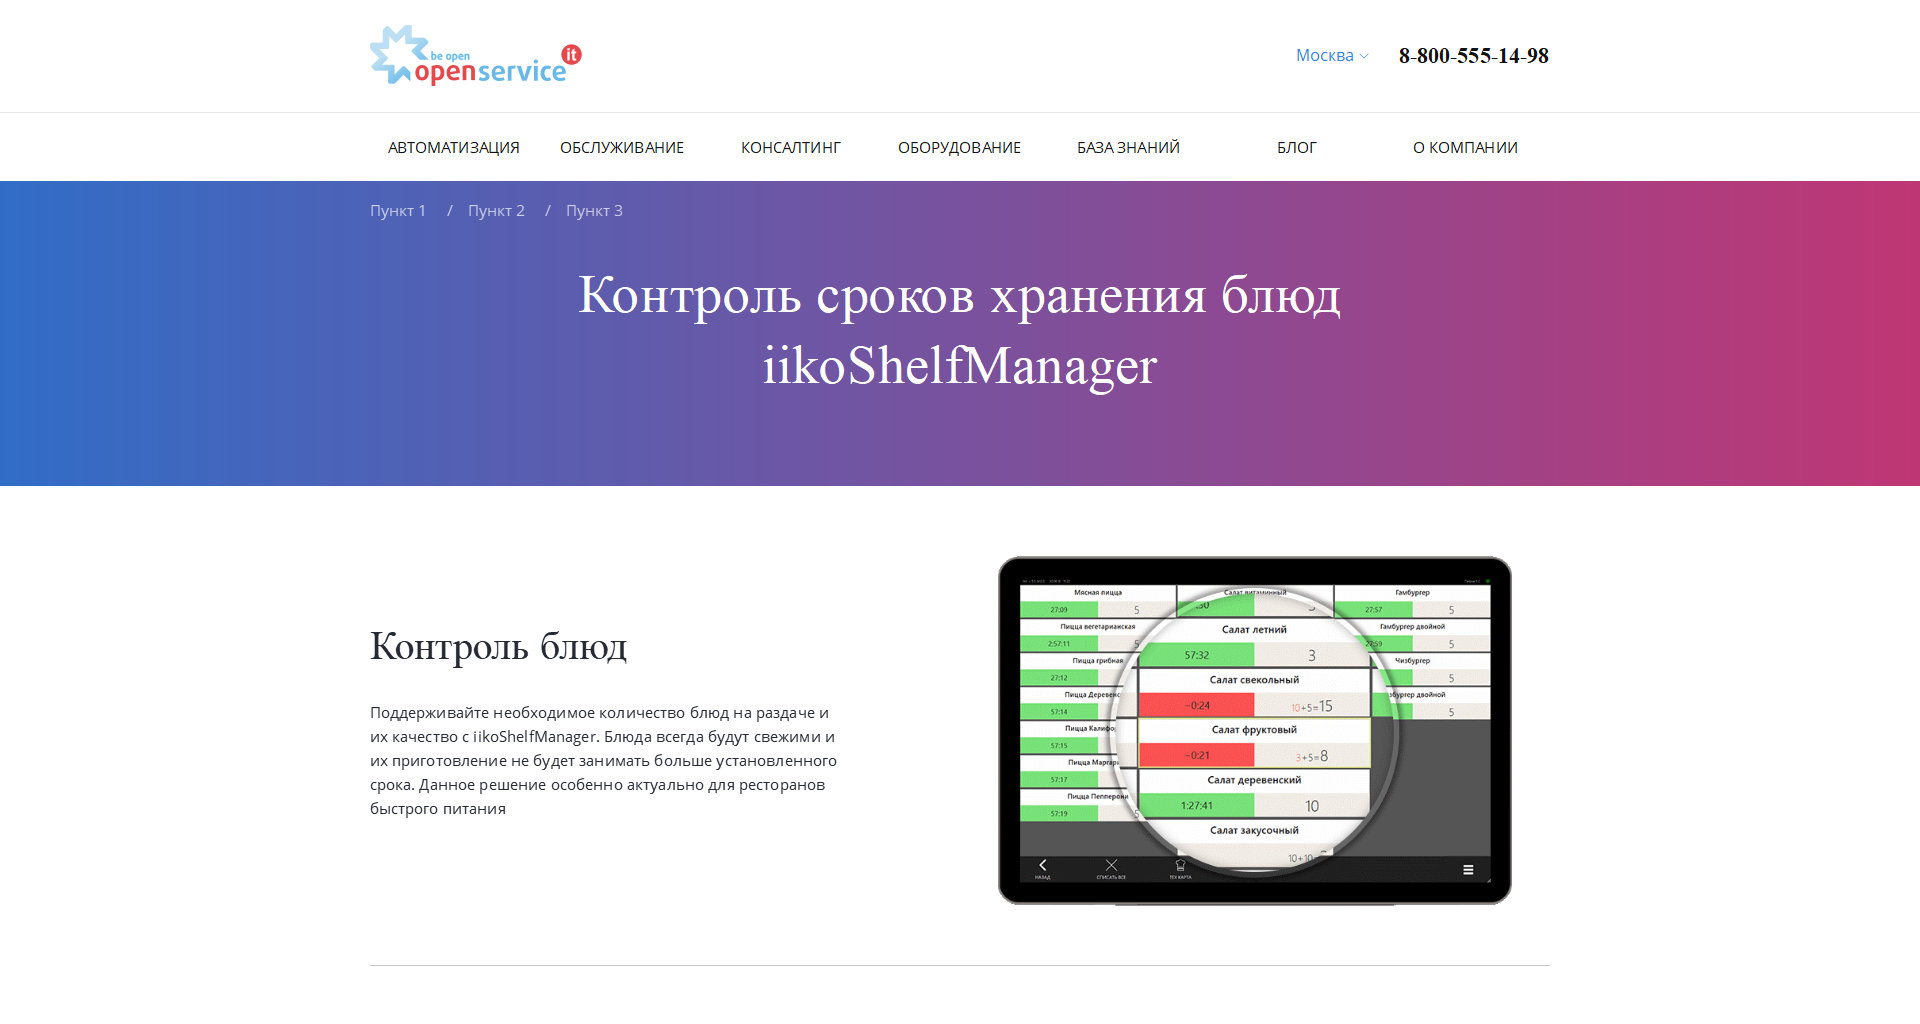 be open
openservice it
Москва
8-800-555-14-98
АВТОМАТИЗАЦИЯ ОБСЛУЖИВАНИЕ КОНСАЛТИНГ ОБОРУДОВАНИЕ БАЗА ЗНАНИЙ БЛОГ О КОМПАНИИ
Пункт 1 / Пункт 2 / Пункт 3
Контроль сроков хранения блюд
iikoShelfManager
Контроль блюд
Поддерживайте необходимое количество блюд на раздаче и
их качество с iikoShelfManager. Блюда всегда будут свежими и
их приготовление не будет занимать больше установленного
срока. Данное решение особенно актуально для ресторанов
быстрого питания
Мясная пицца
27:09 5
Пицца вегетарианская
2:57:11 5
Пицца грибная
27:12
Пицца Деревенс
57:14
Пицца Калифо
57:15
Пицца Маргар
57:17
Пицца Пепперони
57:19 5
Салат витаминный
Салат летний
57:32 3
Салат свекольный
−0:24 10+5=15
Салат фруктовый
−0:21 3+5=8
Салат деревенский
1:27:41 10
Салат закусочный
10+10=
Гамбургер
27:57 5
Гамбургер двойной
27:59 5
Чизбургер
5
збургер двойной
5
НАЗАД СПИСАТЬ ВСЕ ТЕХ КАРТА